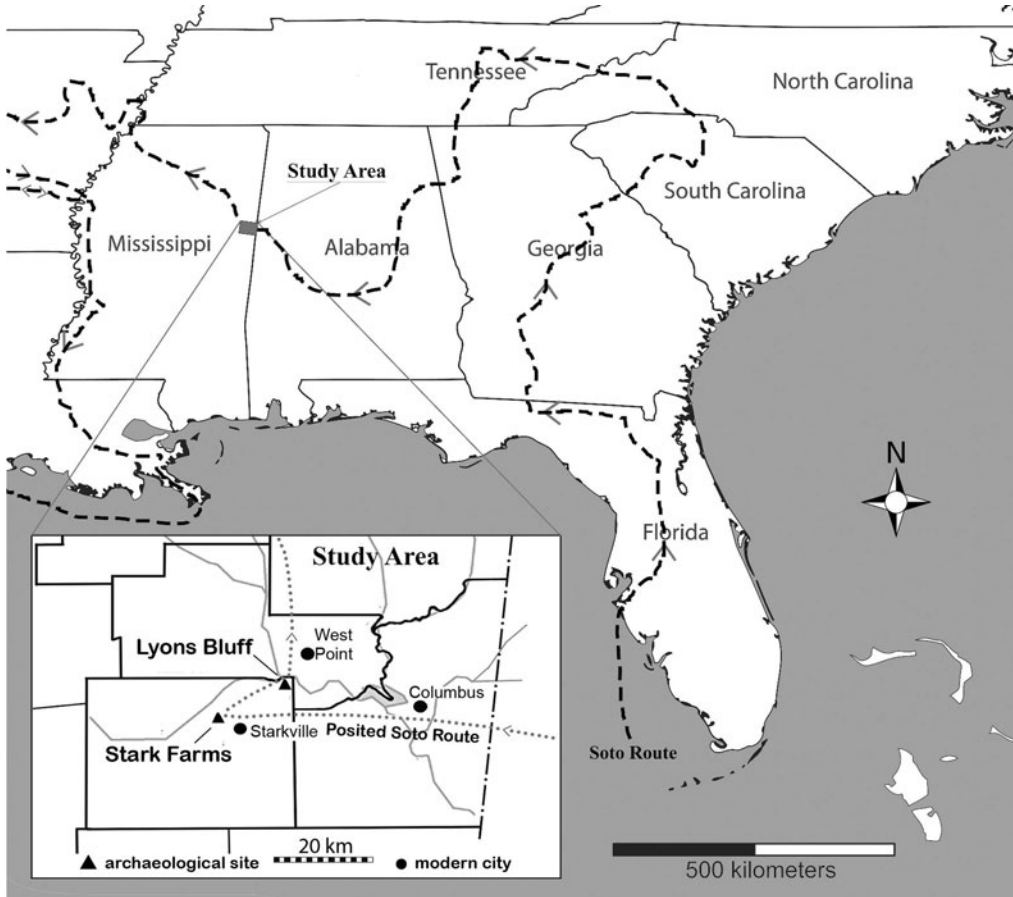 Tennessee
North Carolina
Study Area
South Carolina
Mississippi
Alabama
Georgia
N
Florida
Soto Route
500 kilometers
Study Area
Lyons Bluff
West
Point
Columbus
Starkville
Posited Soto Route
Stark Farms
20 km
archaeological site
modern city